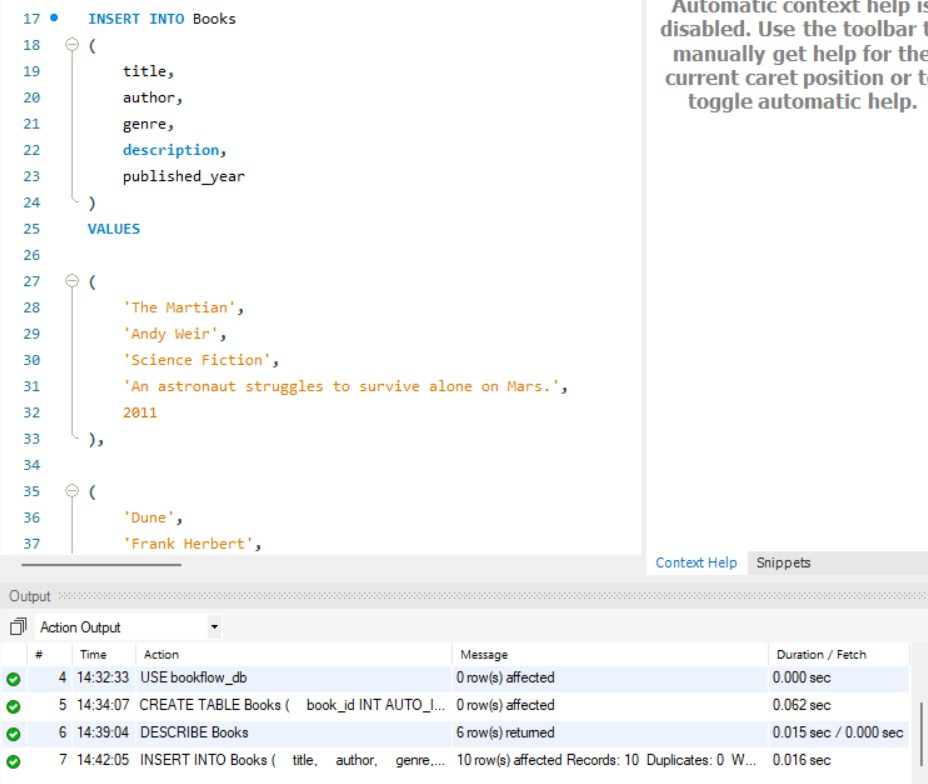 17 INSERT INTO Books
18 (
19 title,
20 author,
21 genre,
22 description,
23 published_year
24 )
25 VALUES
26
27 (
28 'The Martian',
29 'Andy Weir',
30 'Science Fiction',
31 'An astronaut struggles to survive alone on Mars.',
32 2011
33 ),
34
35 (
36 'Dune',
37 'Frank Herbert',
Automatic context help is
disabled. Use the toolbar t
manually get help for the
current caret position or t
toggle automatic help.
Context Help Snippets
Output
Action Output
# Time Action Message Duration / Fetch
4 14:32:33 USE bookflow_db 0 row(s) affected 0.000 sec
5 14:34:07 CREATE TABLE Books ( book_id INT AUTO_I... 0 row(s) affected 0.062 sec
6 14:39:04 DESCRIBE Books 6 row(s) returned 0.015 sec / 0.000 sec
7 14:42:05 INSERT INTO Books ( title, author, genre,... 10 row(s) affected Records: 10 Duplicates: 0 W... 0.016 sec